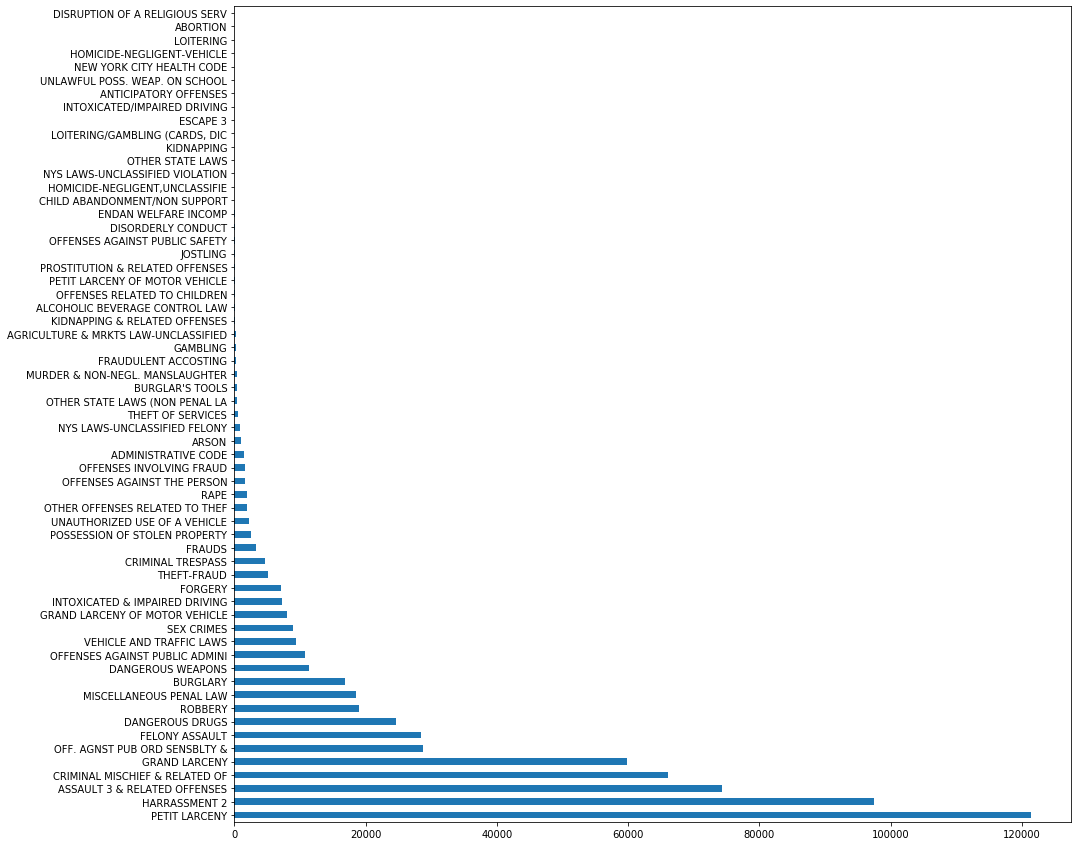 DISRUPTION OF A RELIGIOUS SERV
ABORTION
LOITERING
HOMICIDE-NEGLIGENT-VEHICLE
NEW YORK CITY HEALTH CODE
UNLAWFUL POSS. WEAP. ON SCHOOL
ANTICIPATORY OFFENSES
INTOXICATED/IMPAIRED DRIVING
ESCAPE 3
LOITERING/GAMBLING (CARDS, DIC
KIDNAPPING
OTHER STATE LAWS
NYS LAWS-UNCLASSIFIED VIOLATION
HOMICIDE-NEGLIGENT,UNCLASSIFIE
CHILD ABANDONMENT/NON SUPPORT
ENDAN WELFARE INCOMP
DISORDERLY CONDUCT
OFFENSES AGAINST PUBLIC SAFETY
JOSTLING
PROSTITUTION & RELATED OFFENSES
PETIT LARCENY OF MOTOR VEHICLE
OFFENSES RELATED TO CHILDREN
ALCOHOLIC BEVERAGE CONTROL LAW
KIDNAPPING & RELATED OFFENSES
AGRICULTURE & MRKTS LAW-UNCLASSIFIED
GAMBLING
FRAUDULENT ACCOSTING
MURDER & NON-NEGL. MANSLAUGHTER
BURGLAR'S TOOLS
OTHER STATE LAWS (NON PENAL LA
THEFT OF SERVICES
NYS LAWS-UNCLASSIFIED FELONY
ARSON
ADMINISTRATIVE CODE
OFFENSES INVOLVING FRAUD
OFFENSES AGAINST THE PERSON
RAPE
OTHER OFFENSES RELATED TO THEF
UNAUTHORIZED USE OF A VEHICLE
POSSESSION OF STOLEN PROPERTY
FRAUDS
CRIMINAL TRESPASS
THEFT-FRAUD
FORGERY
INTOXICATED & IMPAIRED DRIVING
GRAND LARCENY OF MOTOR VEHICLE
SEX CRIMES
VEHICLE AND TRAFFIC LAWS
OFFENSES AGAINST PUBLIC ADMINI
DANGEROUS WEAPONS
BURGLARY
MISCELLANEOUS PENAL LAW
ROBBERY
DANGEROUS DRUGS
FELONY ASSAULT
OFF. AGNST PUB ORD SENSBLTY &
GRAND LARCENY
CRIMINAL MISCHIEF & RELATED OF
ASSAULT 3 & RELATED OFFENSES
HARRASSMENT 2
PETIT LARCENY
0 20000 40000 60000 80000 100000 120000